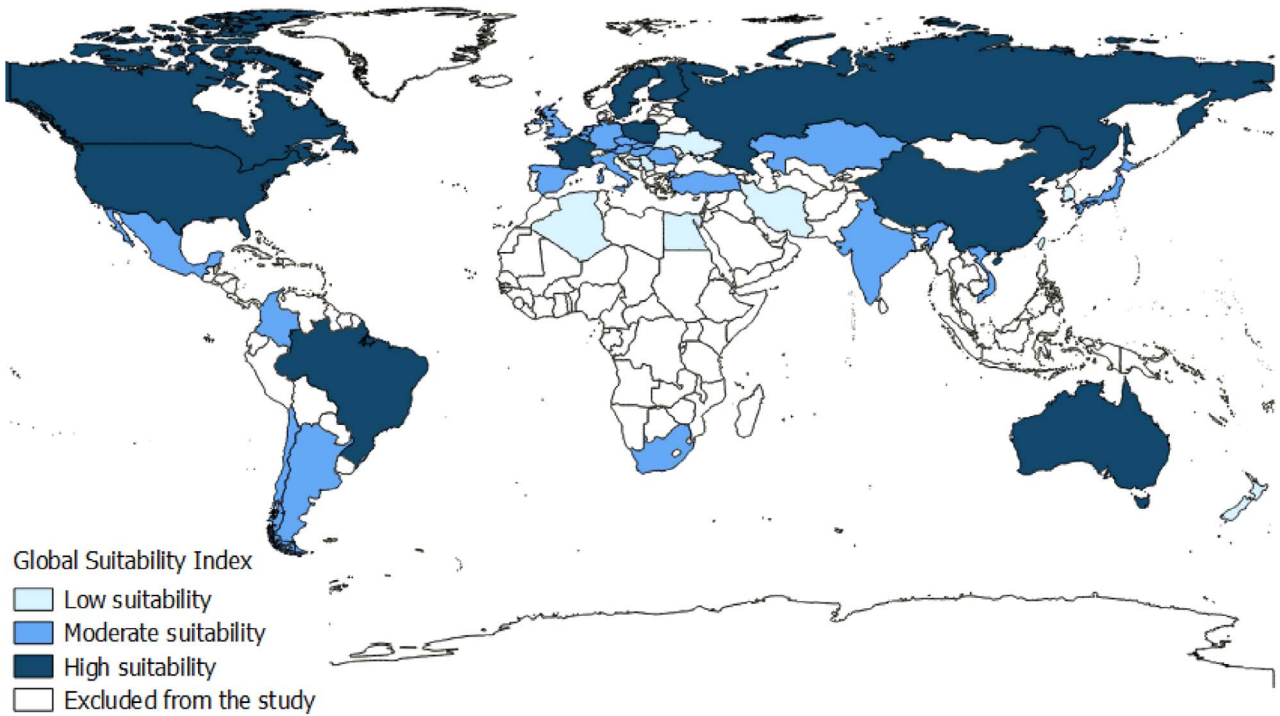 Global Suitability Index
Low suitability
Moderate suitability
High suitability
Excluded from the study